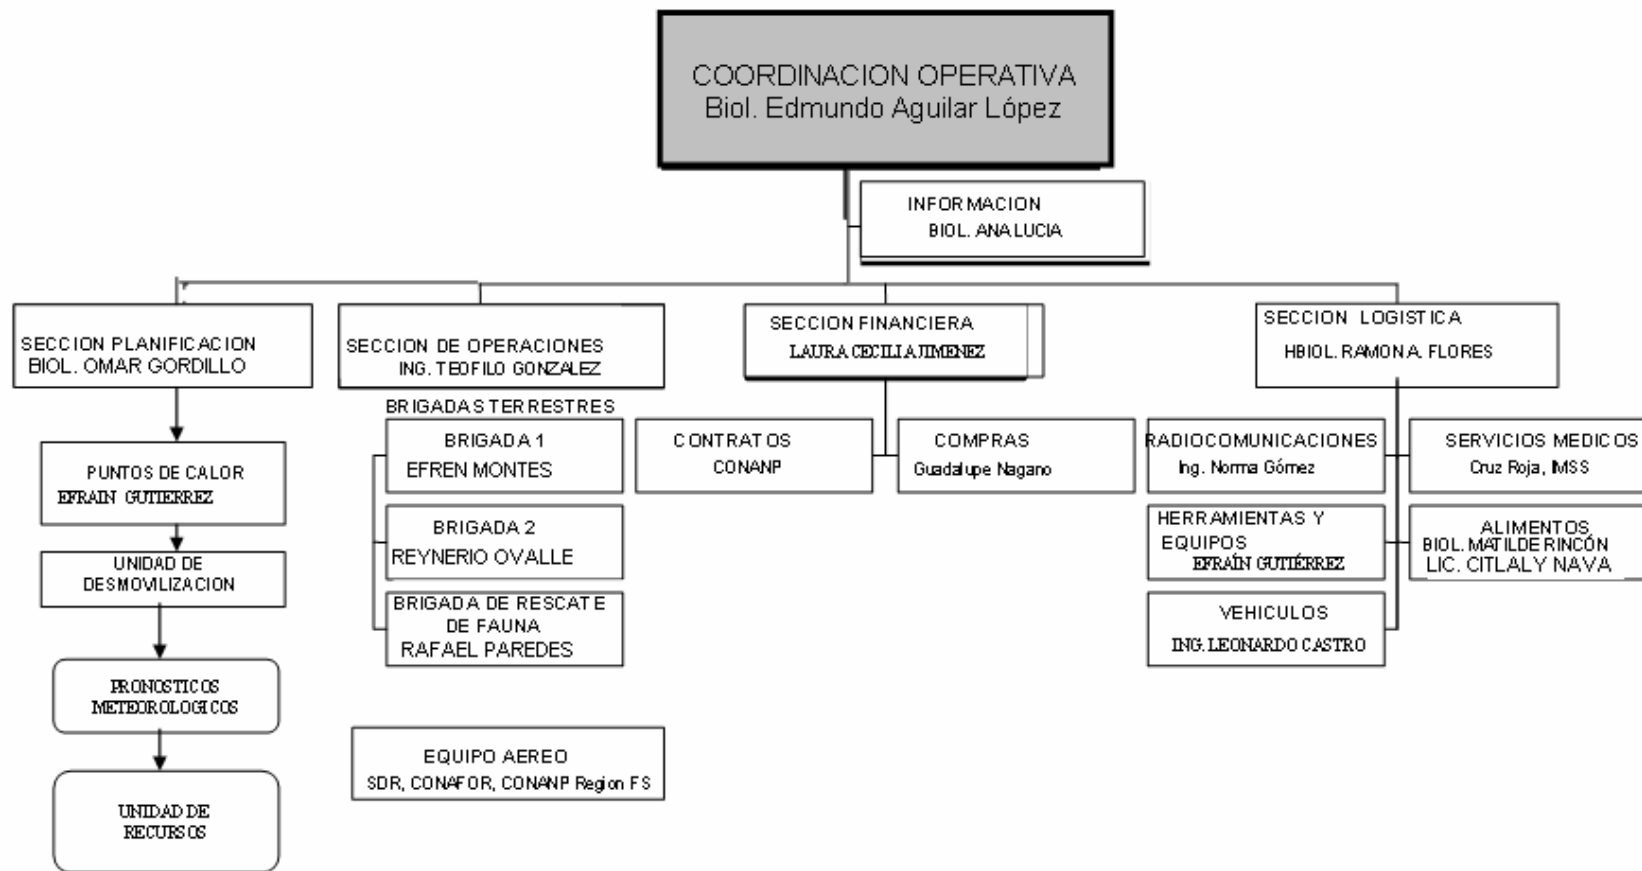 COORDINACION OPERATIVA
Biol. Edmundo Aguilar López
INFORMACION
BIOL. ANA LUCIA
SECCION PLANIFICACION
BIOL. OMAR GORDILLO
SECCION DE OPERACIONES
ING. TEOFILO GONZALEZ
SECCION FINANCIERA
LAURA CECILIA JIMENEZ
SECCION LOGISTICA
HBIOL. RAMON A. FLORES
PUNTOS DE CALOR
EFRAIN GUTIERREZ
UNIDAD DE
DESMOVILIZACION
PRONOSTICOS
METEOROLOGICOS
UNIDAD DE
RECURSOS
BRIGADAS TERRESTRES
BRIGADA 1
EFREN MONTES
BRIGADA 2
REYNERIO OVALLE
BRIGADA DE RESCATE
DE FAUNA
RAFAEL PAREDES
EQUIPO AEREO
SDR, CONAFOR, CONANP Region FS
CONTRATOS
CONANP
COMPRAS
Guadalupe Nagano
RADIOCOMUNICACIONES
Ing. Norma Gómez
HERRAMIENTAS Y
EQUIPOS
EFRAÍN GUTIÉRREZ
VEHICULOS
ING. LEONARDO CASTRO
SERVICIOS MEDICOS
Cruz Roja, IMSS
ALIMENTOS
BIOL. MATILDE RINCÓN
LIC. CITLALY NAVA